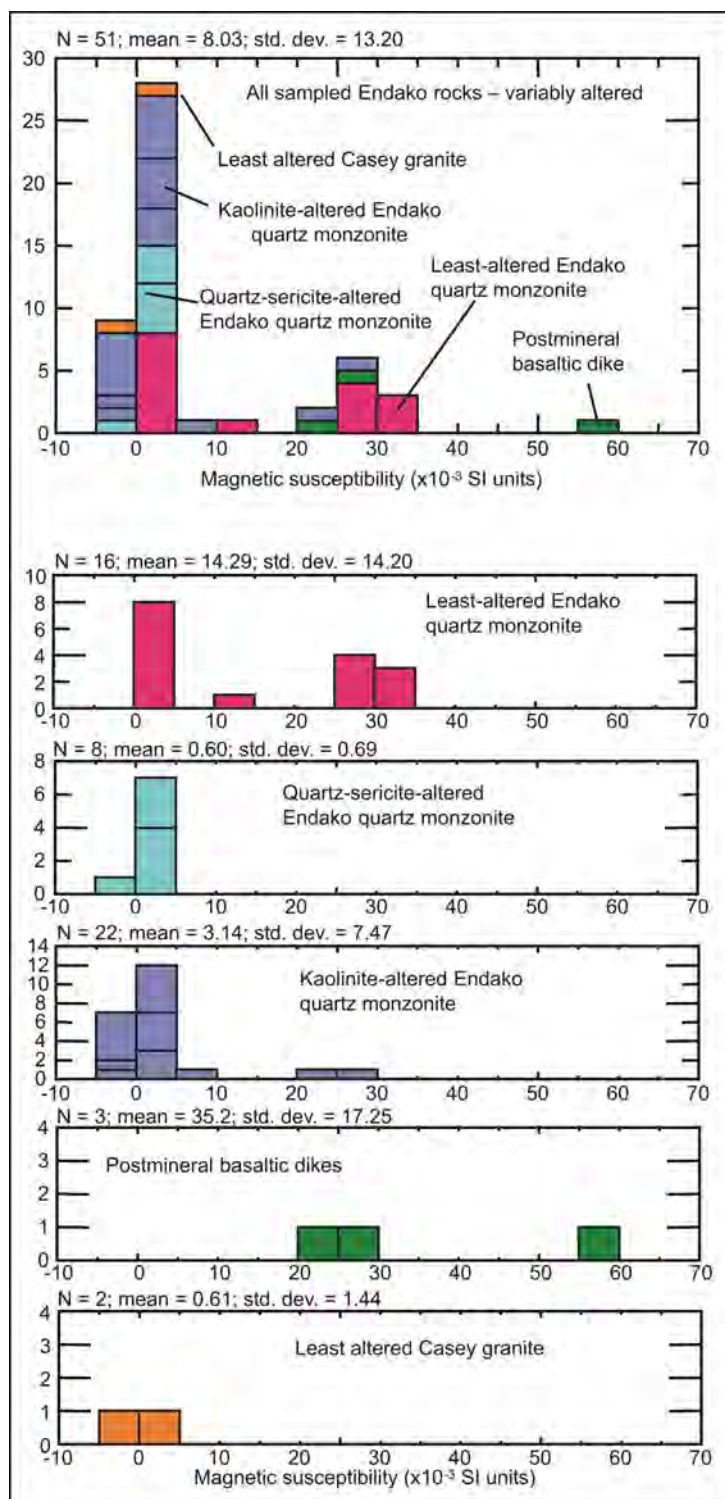 N = 51; mean = 8.03; std. dev. = 13.20
30
All sampled Endako rocks – variably altered
Least altered Casey granite
25
Kaolinite-altered Endako
quartz monzonite
20
15
Least-altered Endako
quartz monzonite
Quartz-sericite-altered
Endako quartz monzonite
10
Postmineral
basaltic dike
5
0
-10 0 10 20 30 40 50 60 70
Magnetic susceptibility (x10-3 SI units)
N = 16; mean = 14.29; std. dev. = 14.20
10
Least-altered Endako
quartz monzonite
8
6
4
2
0
-10 0 10 20 30 40 50 60 70
N = 8; mean = 0.60; std. dev. = 0.69
8
Quartz-sericite-altered
Endako quartz monzonite
6
4
2
0
-10 0 10 20 30 40 50 60 70
N = 22; mean = 3.14; std. dev. = 7.47
14
12
Kaolinite-altered Endako
quartz monzonite
10
8
6
4
2
0
-10 0 10 20 30 40 50 60 70
N = 3; mean = 35.2; std. dev. = 17.25
4
Postmineral basaltic dikes
3
2
1
0
-10 0 10 20 30 40 50 60 70
N = 2; mean = 0.61; std. dev. = 1.44
4
Least altered Casey granite
3
2
1
0
-10 0 10 20 30 40 50 60 70
Magnetic susceptibility (x10-3 SI units)